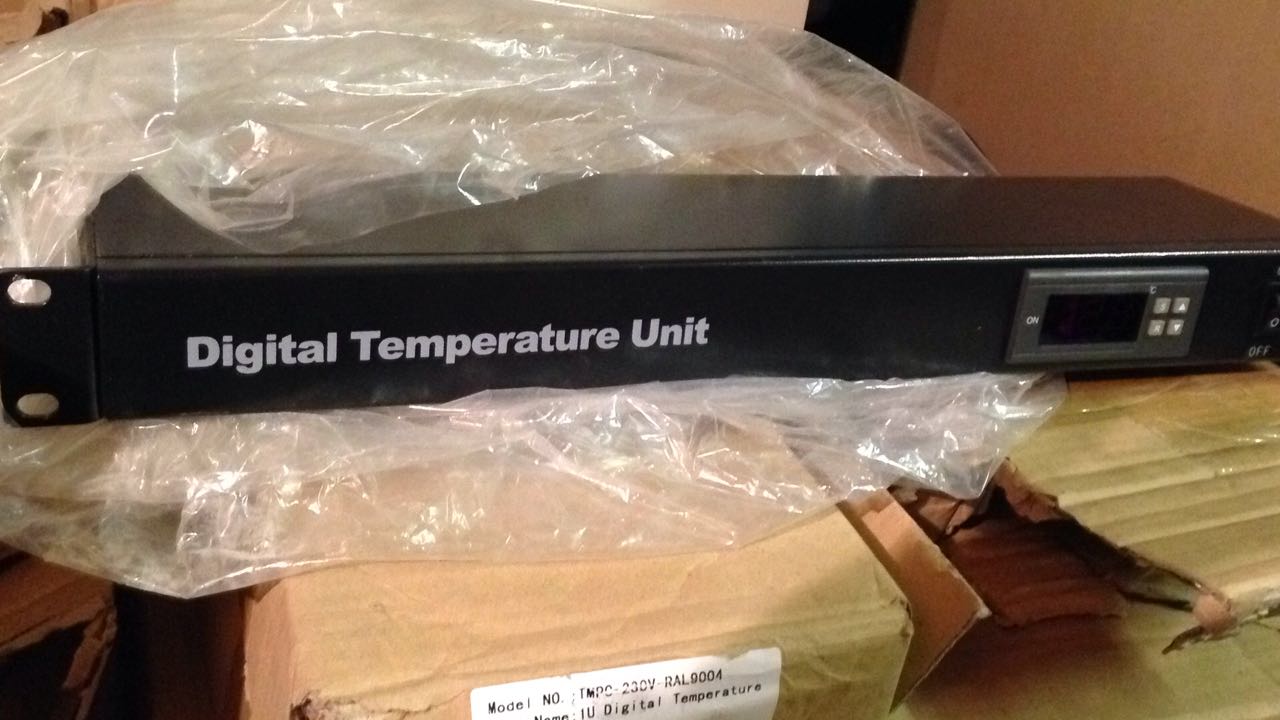 Digital Temperature Unit
℃
ON
OFF
Model NO.:TMPC-230V-RAL9004
Name:1U Digital Temperature